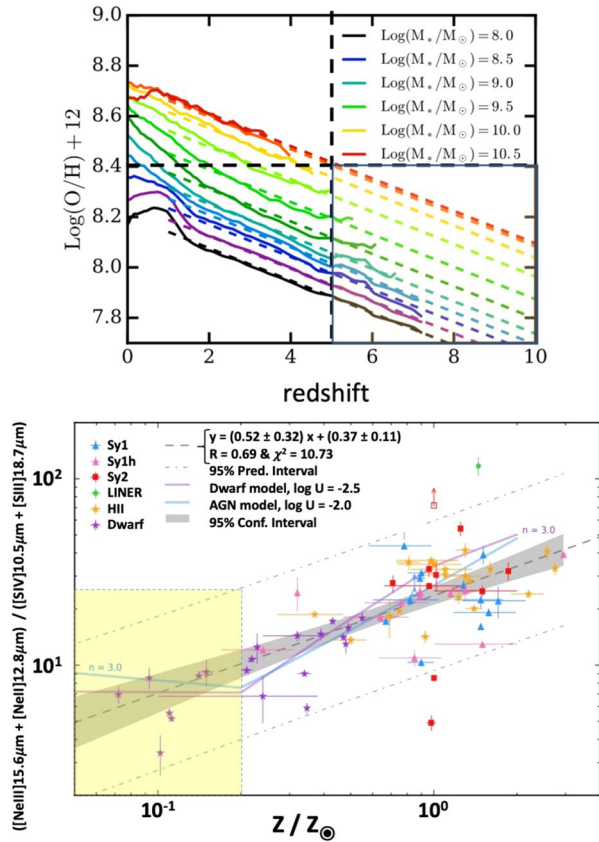 9.0
8.8
8.6
8.4
8.2
8.0
7.8
Log(O/H) + 12
Log(M*/M⊙) = 8.0
Log(M*/M⊙) = 8.5
Log(M*/M⊙) = 9.0
Log(M*/M⊙) = 9.5
Log(M*/M⊙) = 10.0
Log(M*/M⊙) = 10.5
0 2 4 6 8 10
redshift
([NeIII]15.6μm + [NeII]12.8μm) / ([SIV]10.5μm + [SIII]18.7μm)
10²
10¹
Sy1
Sy1h
Sy2
LINER
HII
Dwarf
y = (0.52 ± 0.32) x + (0.37 ± 0.11)
R = 0.69 & χ² = 10.73
95% Pred. Interval
Dwarf model, log U = -2.5
AGN model, log U = -2.0
95% Conf. Interval
n = 3.0
n = 3.0
10⁻¹ 10⁰
Z / Z⊙